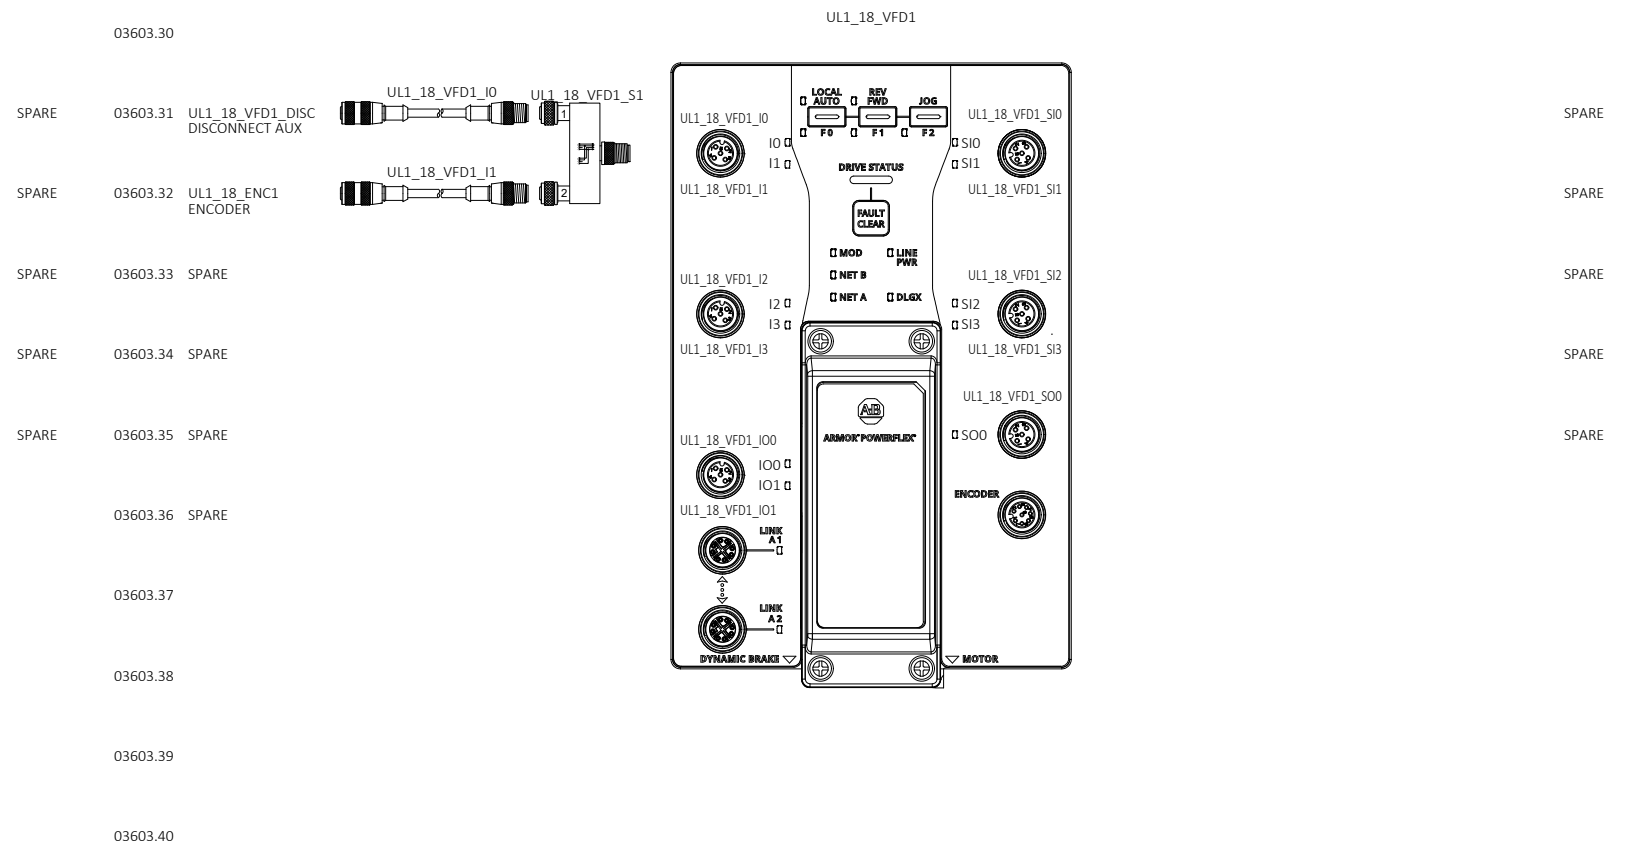 UL1_18_VFD1
03603.30
SPARE 03603.31 UL1_18_VFD1_DISC
DISCONNECT AUX
UL1_18_VFD1_I0
UL1_18_VFD1_S1
1
SPARE 03603.32 UL1_18_ENC1
ENCODER
UL1_18_VFD1_I1
2
SPARE 03603.33 SPARE
SPARE 03603.34 SPARE
SPARE 03603.35 SPARE
03603.36 SPARE
03603.37
03603.38
03603.39
03603.40
UL1_18_VFD1_I0
I0
I1
UL1_18_VFD1_I1
UL1_18_VFD1_I2
I2
I3
UL1_18_VFD1_I3
UL1_18_VFD1_IO0
IO0
IO1
UL1_18_VFD1_IO1
LINK
A1
LINK
A2
DYNAMIC BRAKE
LOCAL
AUTO
REV
FWD
JOG
F0
F1
F2
DRIVE STATUS
FAULT
CLEAR
MOD
LINE
PWR
NET B
NET A
DLGX
A-B
ARMOR™ POWERFLEX®
UL1_18_VFD1_SI0
SI0
SI1
UL1_18_VFD1_SI1
UL1_18_VFD1_SI2
SI2
SI3
UL1_18_VFD1_SI3
UL1_18_VFD1_SO0
SO0
ENCODER
MOTOR
SPARE
SPARE
SPARE
SPARE
SPARE